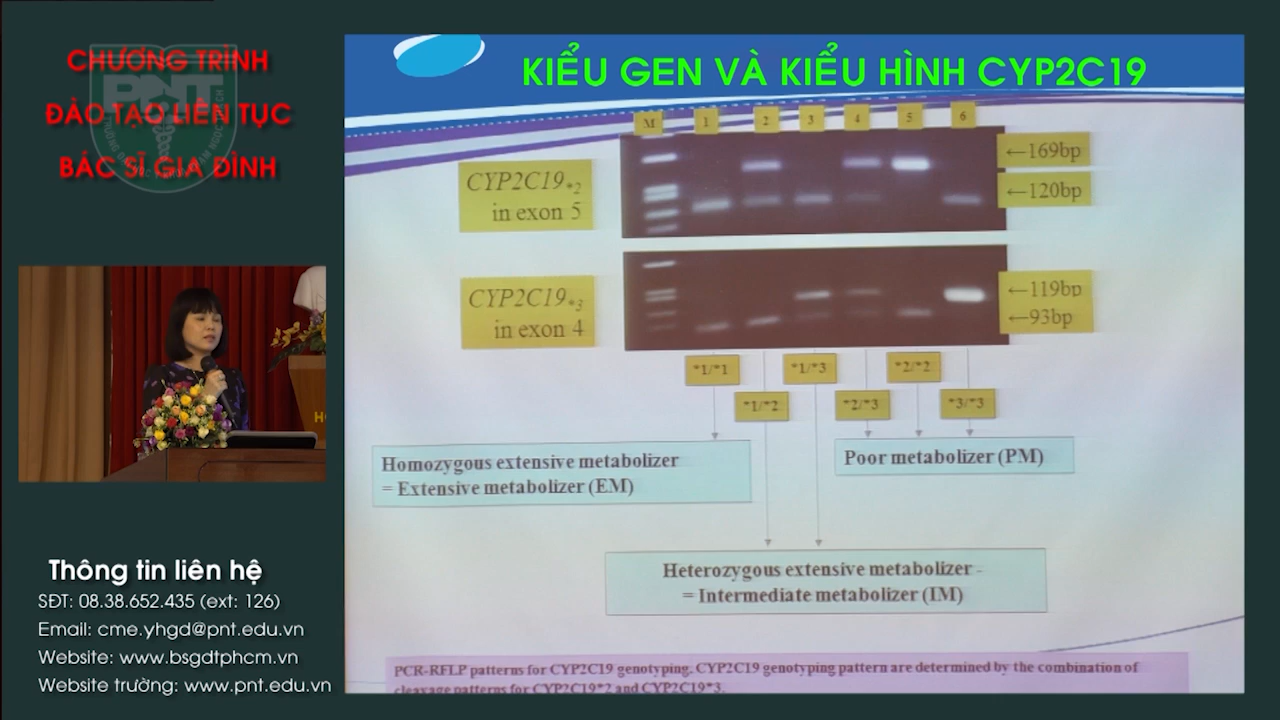 CHƯƠNG TRÌNH
ĐÀO TẠO LIÊN TỤC
BÁC SĨ GIA ĐÌNH
PNT
KIỂU GEN VÀ KIỂU HÌNH CYP2C19
M 1 2 3 4 5 6
CYP2C19*2
in exon 5
←169bp
←120bp
CYP2C19*3
in exon 4
←119bp
←93bp
*1/*1 *1/*3 *2/*2
*1/*2 *2/*3 *3/*3
Homozygous extensive metabolizer
= Extensive metabolizer (EM)
Poor metabolizer (PM)
Heterozygous extensive metabolizer
= Intermediate metabolizer (IM)
PCR-RFLP patterns for CYP2C19 genotyping. CYP2C19 genotyping pattern are determined by the combination of
cleavage patterns for CYP2C19*2 and CYP2C19*3.
Thông tin liên hệ
SĐT: 08.38.652.435 (ext: 126)
Email: cme.yhgd@pnt.edu.vn
Website: www.bsgdtphcm.vn
Website trường: www.pnt.edu.vn